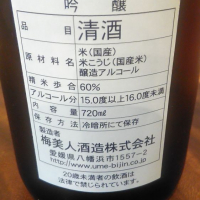 吟醸
品目 清酒
原材料名 米(国産)
米こうじ(国産米)
醸造アルコール
精米歩合 60%
アルコール分 15.0度以上16.0度未満
内容量 720㎖
保存方法 冷暗所にて保存
製造者
梅美人酒造株式会社
愛媛県八幡浜市1557-2
http://www.ume-bijin.co.jp
20歳未満者の飲酒は
法律で禁じられています。